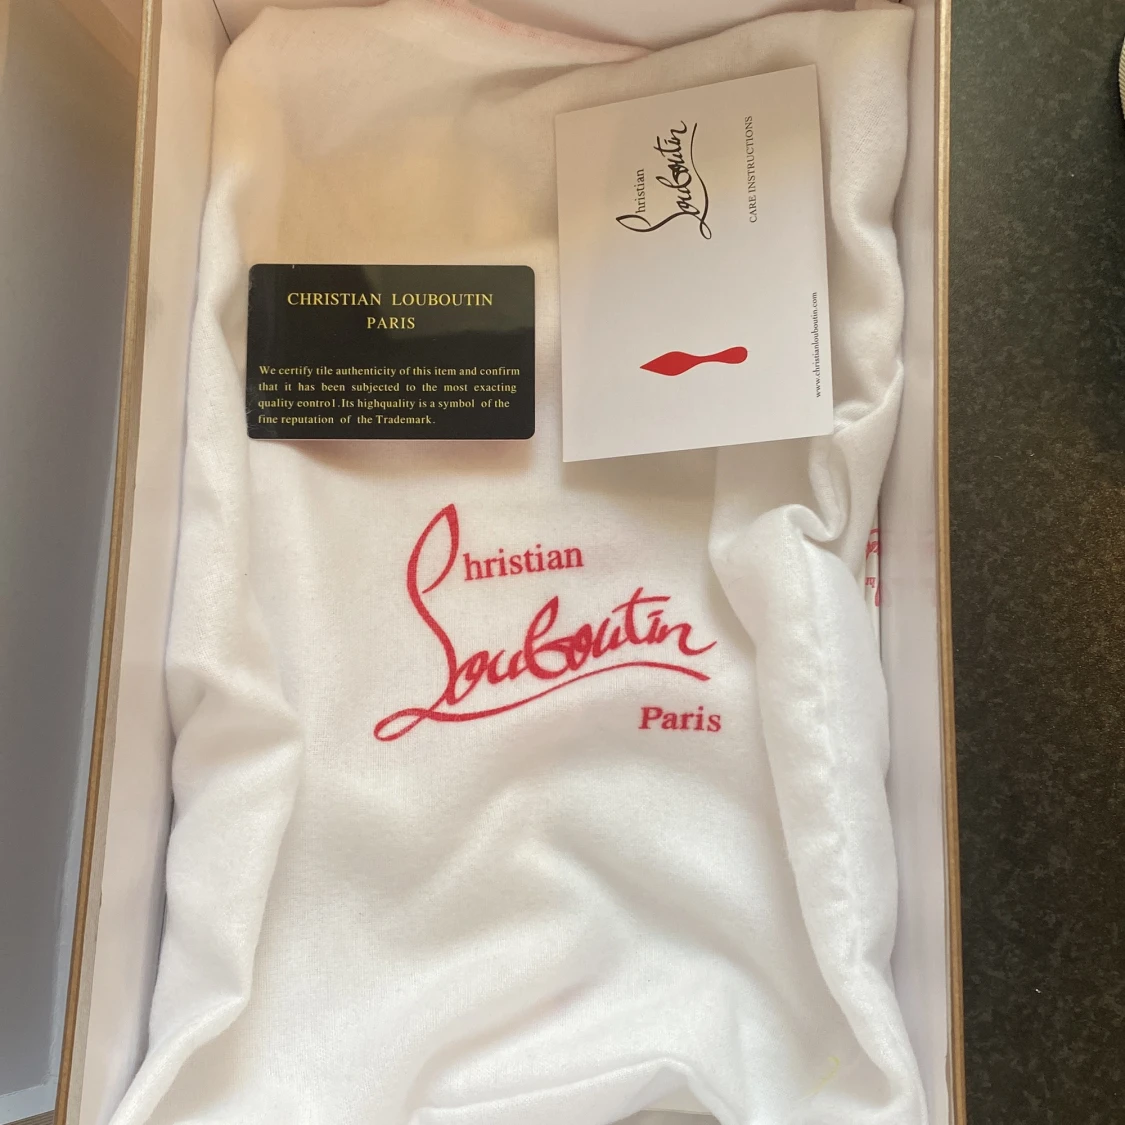 CHRISTIAN LOUBOUTIN
PARIS
We certify tile authenticity of this item and confirm
that it has been subjected to the most exacting
quality eontro1.Its highquality is a symbol of the
fine reputation of the Trademark.
Christian
Louboutin
CARE INSTRUCTIONS
www.christianlouboutin.com
Christian
Louboutin
Paris